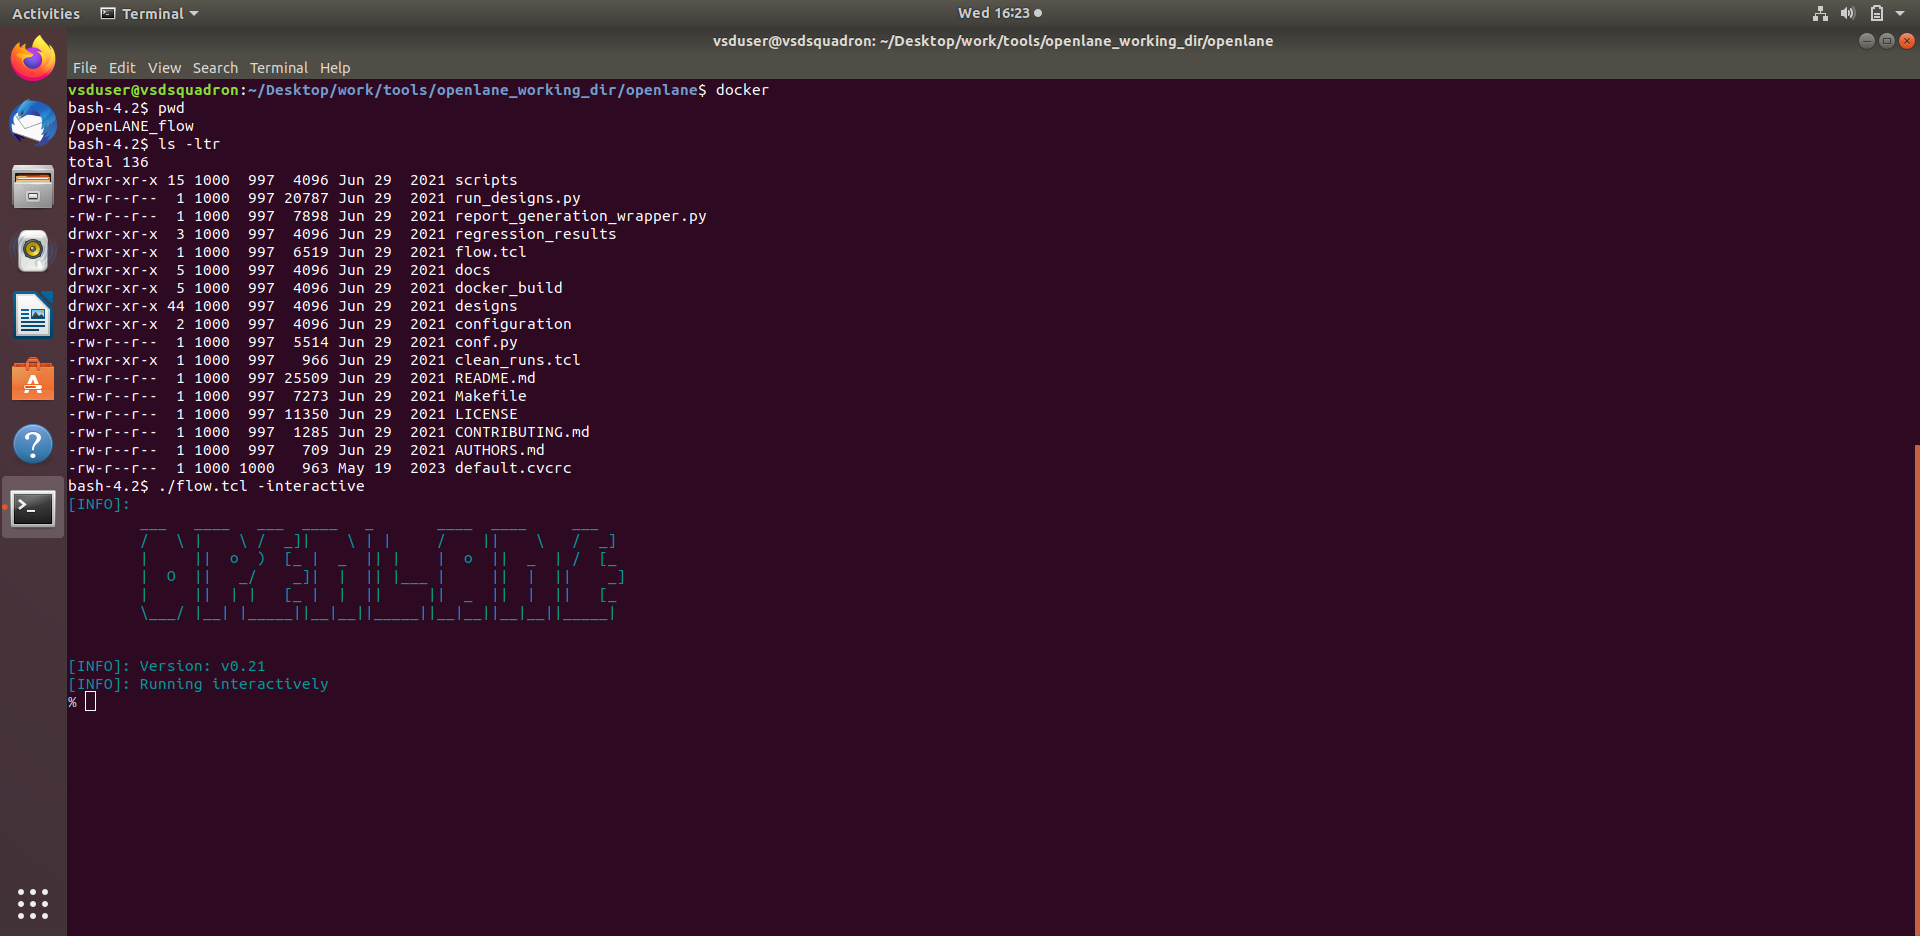 Activities Terminal Wed 16:23
vsduser@vsdsquadron: ~/Desktop/work/tools/openlane_working_dir/openlane
File Edit View Search Terminal Help
vsduser@vsdsquadron:~/Desktop/work/tools/openlane_working_dir/openlane$ docker
bash-4.2$ pwd
/openLANE_flow
bash-4.2$ ls -ltr
total 136
drwxr-xr-x 15 1000  997  4096 Jun 29  2021 scripts
-rw-r--r--  1 1000  997 20787 Jun 29  2021 run_designs.py
-rw-r--r--  1 1000  997  7898 Jun 29  2021 report_generation_wrapper.py
drwxr-xr-x  3 1000  997  4096 Jun 29  2021 regression_results
-rwxr-xr-x  1 1000  997  6519 Jun 29  2021 flow.tcl
drwxr-xr-x  5 1000  997  4096 Jun 29  2021 docs
drwxr-xr-x  5 1000  997  4096 Jun 29  2021 docker_build
drwxr-xr-x 44 1000  997  4096 Jun 29  2021 designs
drwxr-xr-x  2 1000  997  4096 Jun 29  2021 configuration
-rw-r--r--  1 1000  997  5514 Jun 29  2021 conf.py
-rwxr-xr-x  1 1000  997   966 Jun 29  2021 clean_runs.tcl
-rw-r--r--  1 1000  997 25509 Jun 29  2021 README.md
-rw-r--r--  1 1000  997  7273 Jun 29  2021 Makefile
-rw-r--r--  1 1000  997 11350 Jun 29  2021 LICENSE
-rw-r--r--  1 1000  997  1285 Jun 29  2021 CONTRIBUTING.md
-rw-r--r--  1 1000  997   709 Jun 29  2021 AUTHORS.md
-rw-r--r--  1 1000 1000   963 May 19  2023 default.cvcrc
bash-4.2$ ./flow.tcl -interactive
[INFO]:
OPENLANE
[INFO]: Version: v0.21
[INFO]: Running interactively
%